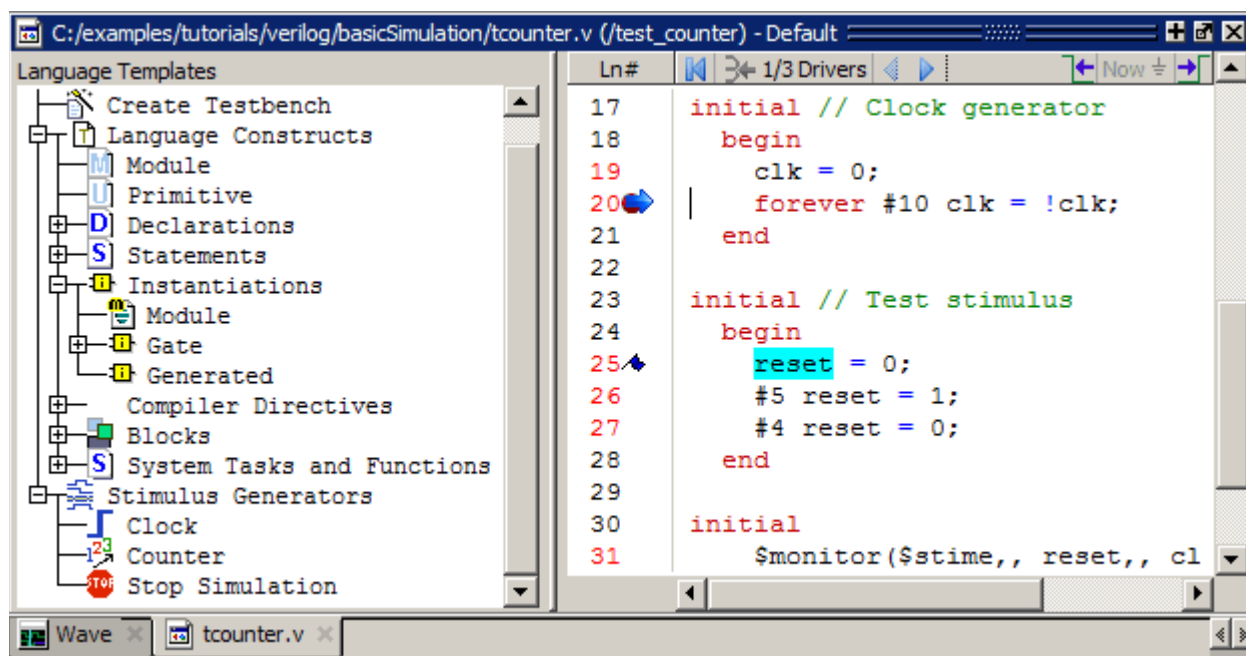 C:/examples/tutorials/verilog/basicSimulation/tcounter.v (/test_counter) - Default
Language Templates
Create Testbench
Language Constructs
M Module
U Primitive
D Declarations
S Statements
Instantiations
m Module
Gate
Generated
Compiler Directives
Blocks
S System Tasks and Functions
Stimulus Generators
Clock
123 Counter
STOP Stop Simulation
Ln# 1/3 Drivers Now
17 initial // Clock generator
18 begin
19 clk = 0;
20 forever #10 clk = !clk;
21 end
22
23 initial // Test stimulus
24 begin
25 reset = 0;
26 #5 reset = 1;
27 #4 reset = 0;
28 end
29
30 initial
31 $monitor($stime,, reset,, cl
Wave tcounter.v